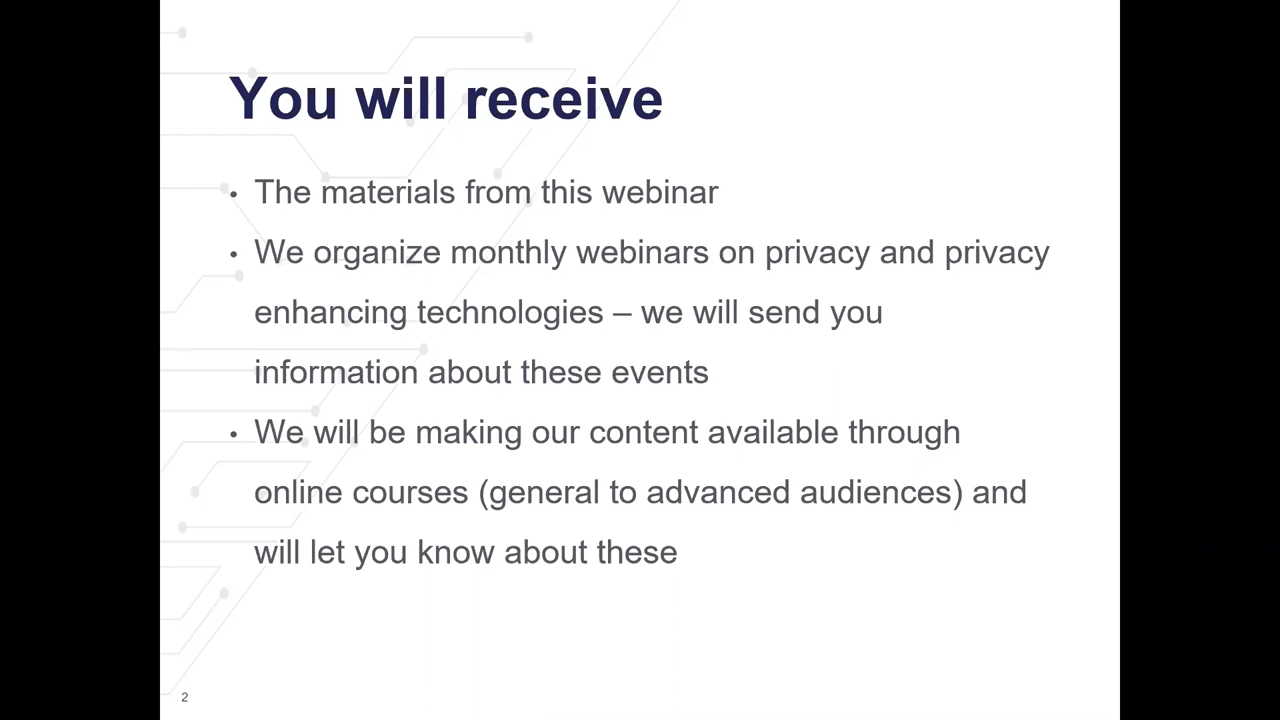 You will receive
• The materials from this webinar
• We organize monthly webinars on privacy and privacy
enhancing technologies – we will send you
information about these events
• We will be making our content available through
online courses (general to advanced audiences) and
will let you know about these
2